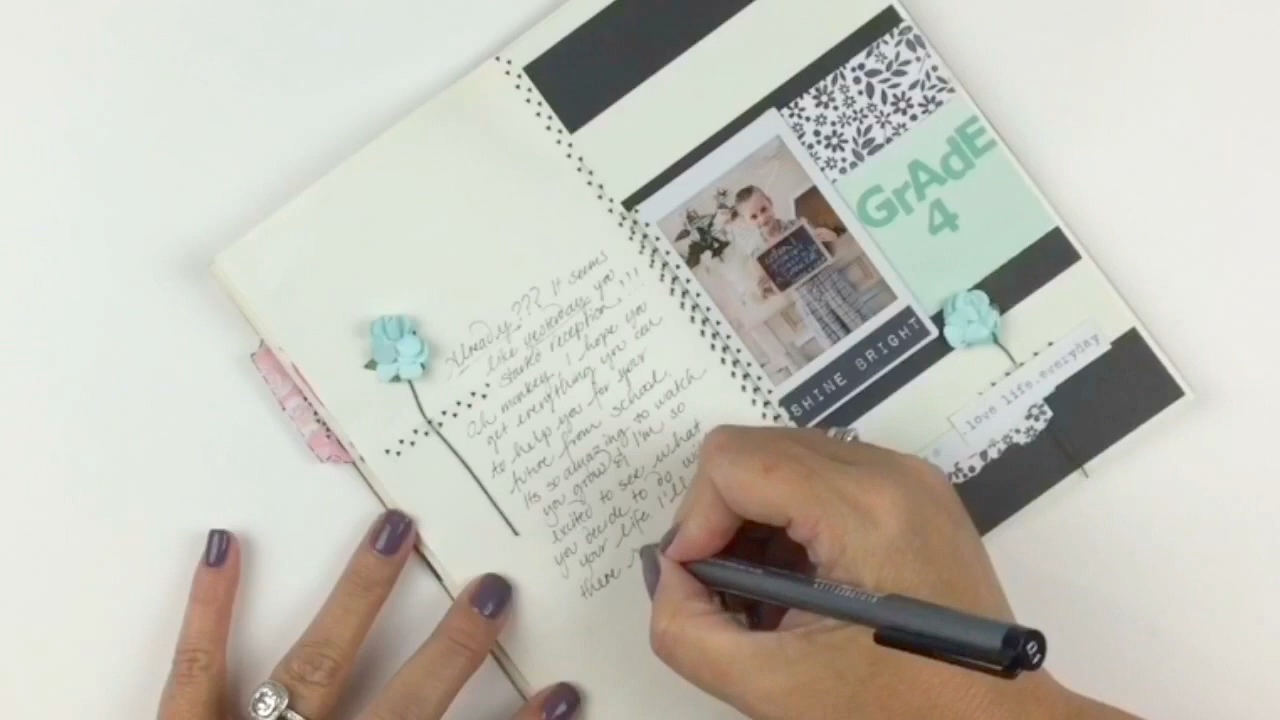 Already??? It seems
like yesterday you
started reception!!!
Oh monkey, I hope you
get everything you can
to help you for your
future from school.
Its so amazing to watch
you grow & I'm so
excited to see what
you decide to do w
your life. I'll
there
GrAdE
4
SHINE BRIGHT
love life.everyday
0.1